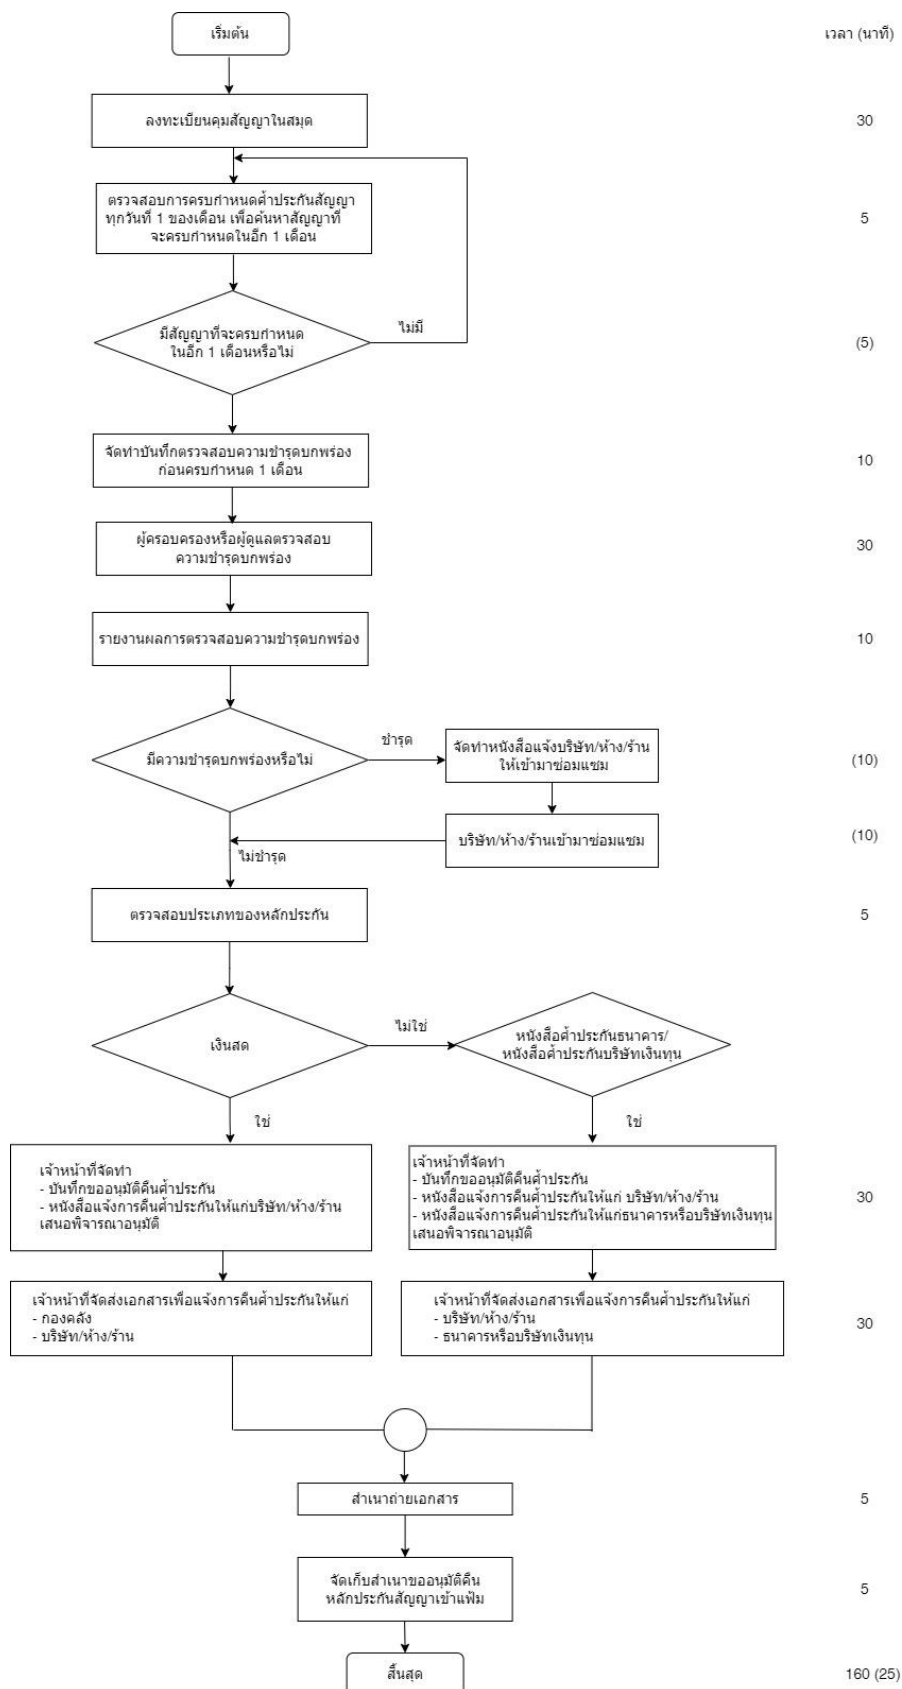 เริ่มต้น
เวลา (นาที)
ลงทะเบียนคุมสัญญาในสมุด
30
ตรวจสอบการครบกำหนดค้ำประกันสัญญา
ทุกวันที่ 1 ของเดือน เพื่อค้นหาสัญญาที่
จะครบกำหนดในอีก 1 เดือน
5
มีสัญญาที่จะครบกำหนด
ในอีก 1 เดือนหรือไม่
ไม่มี
(5)
จัดทำบันทึกตรวจสอบความชำรุดบกพร่อง
ก่อนครบกำหนด 1 เดือน
10
ผู้ครอบครองหรือผู้ดูแลตรวจสอบ
ความชำรุดบกพร่อง
30
รายงานผลการตรวจสอบความชำรุดบกพร่อง
10
มีความชำรุดบกพร่องหรือไม่
ชำรุด
จัดทำหนังสือแจ้งบริษัท/ห้าง/ร้าน
ให้เข้ามาซ่อมแซม
(10)
บริษัท/ห้าง/ร้านเข้ามาซ่อมแซม
(10)
ไม่ชำรุด
ตรวจสอบประเภทของหลักประกัน
5
เงินสด
ไม่ใช่
หนังสือค้ำประกันธนาคาร/
หนังสือค้ำประกันบริษัทเงินทุน
ใช่
ใช่
เจ้าหน้าที่จัดทำ
- บันทึกขออนุมัติคืนค้ำประกัน
- หนังสือแจ้งการคืนค้ำประกันให้แก่บริษัท/ห้าง/ร้าน
เสนอพิจารณาอนุมัติ
เจ้าหน้าที่จัดทำ
- บันทึกขออนุมัติคืนค้ำประกัน
- หนังสือแจ้งการคืนค้ำประกันให้แก่ บริษัท/ห้าง/ร้าน
- หนังสือแจ้งการคืนค้ำประกันให้แก่ธนาคารหรือบริษัทเงินทุน
เสนอพิจารณาอนุมัติ
30
เจ้าหน้าที่จัดส่งเอกสารเพื่อแจ้งการคืนค้ำประกันให้แก่
- กองคลัง
- บริษัท/ห้าง/ร้าน
เจ้าหน้าที่จัดส่งเอกสารเพื่อแจ้งการคืนค้ำประกันให้แก่
- บริษัท/ห้าง/ร้าน
- ธนาคารหรือบริษัทเงินทุน
30
สำเนาถ่ายเอกสาร
5
จัดเก็บสำเนาขออนุมัติคืน
หลักประกันสัญญาเข้าแฟ้ม
5
สิ้นสุด
160 (25)